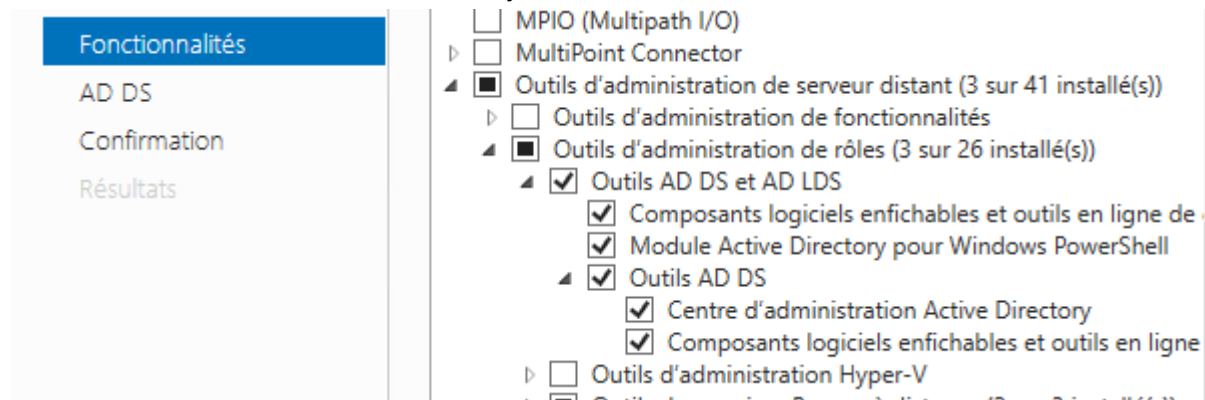 MPIO (Multipath I/O)
Fonctionnalités
MultiPoint Connector
Outils d'administration de serveur distant (3 sur 41 installé(s))
AD DS
Outils d'administration de fonctionnalités
Confirmation
Outils d'administration de rôles (3 sur 26 installé(s))
Résultats
Outils AD DS et AD LDS
Composants logiciels enfichables et outils en ligne de
Module Active Directory pour Windows PowerShell
Outils AD DS
Centre d'administration Active Directory
Composants logiciels enfichables et outils en ligne
Outils d'administration Hyper-V